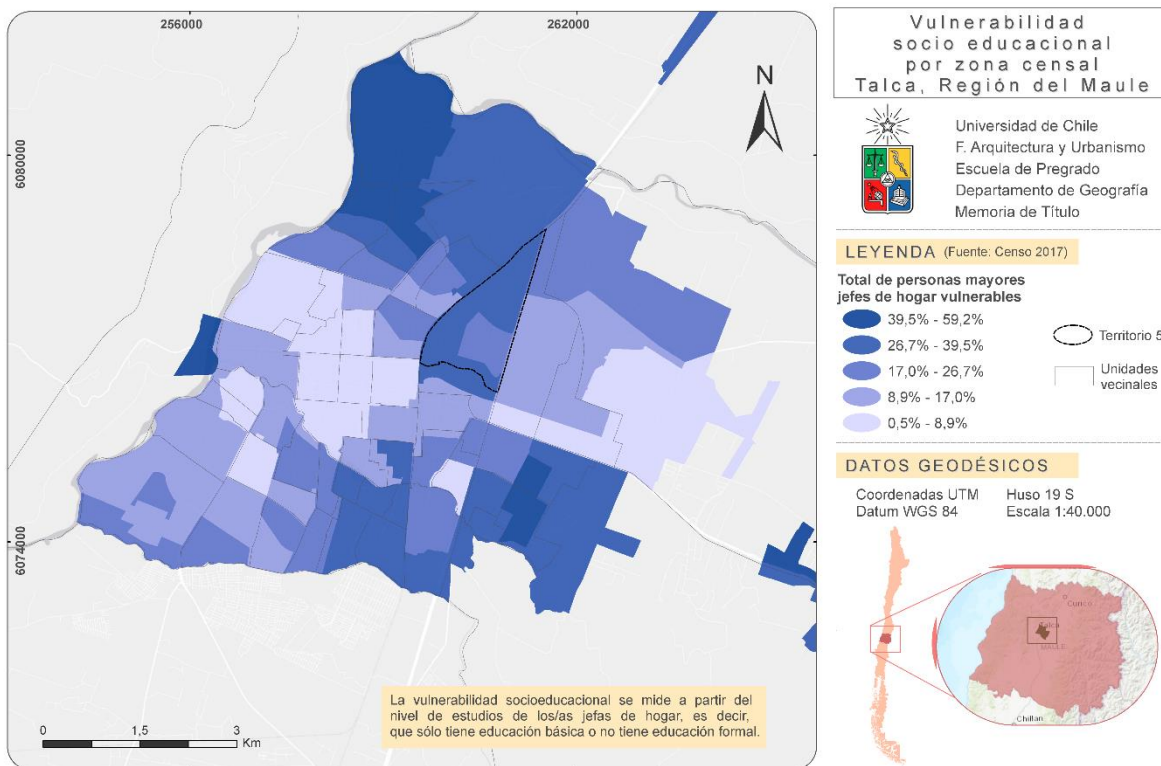 256000
262000
6080000
6074000
N
0
1,5
3
Km
La vulnerabilidad socioeducacional se mide a partir del
nivel de estudios de los/as jefas de hogar, es decir,
que sólo tiene educación básica o no tiene educación formal.
Vulnerabilidad
socio educacional
por zona censal
Talca, Región del Maule
Universidad de Chile
F. Arquitectura y Urbanismo
Escuela de Pregrado
Departamento de Geografía
Memoria de Título
LEYENDA (Fuente: Censo 2017)
Total de personas mayores
jefes de hogar vulnerables
39,5% - 59,2%
26,7% - 39,5%
17,0% - 26,7%
8,9% - 17,0%
0,5% - 8,9%
Territorio 5
Unidades
vecinales
DATOS GEODÉSICOS
Coordenadas UTM
Datum WGS 84
Huso 19 S
Escala 1:40.000
Curicó
Talca
MAULE
Chillan